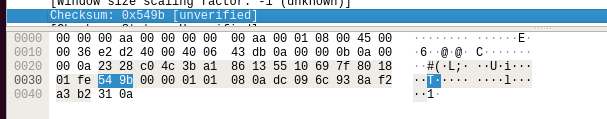 [Window size scaling factor: -1 (unknown)]
Checksum: 0x549b [unverified]
0000 00 00 00 aa 00 00 00 00 00 aa 00 01 08 00 45 00 ········ ······E·
0010 00 36 e2 d2 40 00 40 06 43 db 0a 00 00 0b 0a 00 ·6··@·@· C·······
0020 00 0a 23 28 c0 4c 3b a1 86 13 55 10 69 7f 80 18 ··#(·L;· ··U·i···
0030 01 fe 54 9b 00 00 01 01 08 0a dc 09 6c 93 8a f2 ··T····· ····l···
0040 a3 b2 31 0a ··1·